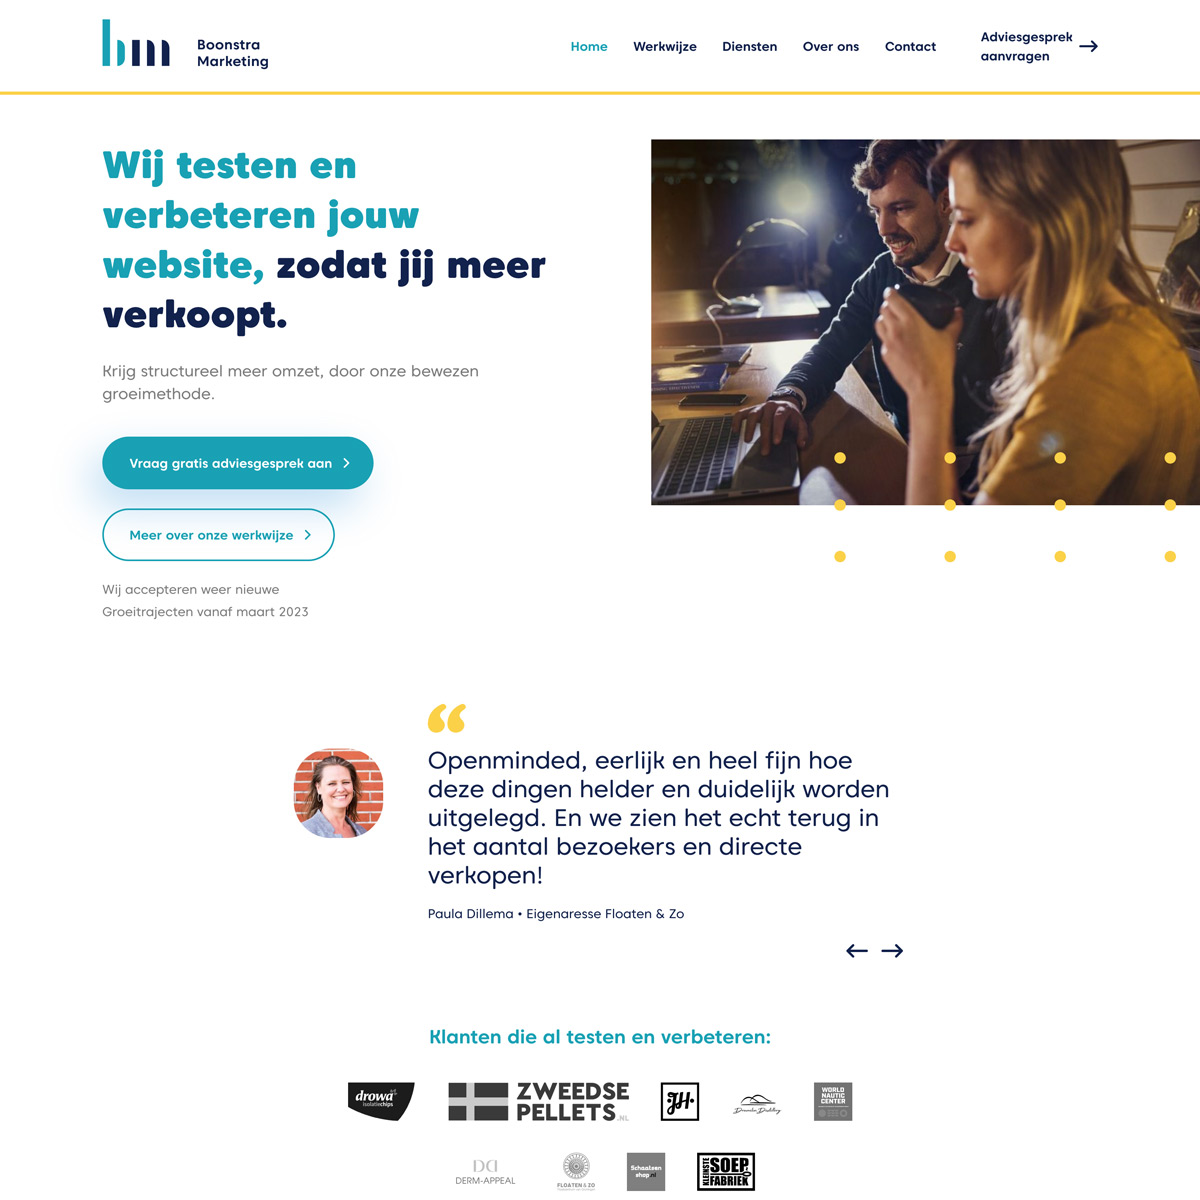 bm
Boonstra
Marketing
Home
Werkwijze
Diensten
Over ons
Contact
Adviesgesprek
aanvragen
Wij testen en
verbeteren jouw
website, zodat jij meer
verkoopt.
Krijg structureel meer omzet, door onze bewezen
groeimethode.
Vraag gratis adviesgesprek aan
Meer over onze werkwijze
Wij accepteren weer nieuwe
Groeitrajecten vanaf maart 2023
“
Openminded, eerlijk en heel fijn hoe
deze dingen helder en duidelijk worden
uitgelegd. En we zien het echt terug in
het aantal bezoekers en directe
verkopen!
Paula Dillema • Eigenaresse Floaten & Zo
Klanten die al testen en verbeteren:
drowa
isolatiechips
ZWEEDSE
PELLETS.NL
JH
WORLD
NAUTIC
CENTER
DERM-APPEAL
FLOATEN & ZO
Schaatsen
shop.nl
KLEINSTE
SOEP
FABRIEK